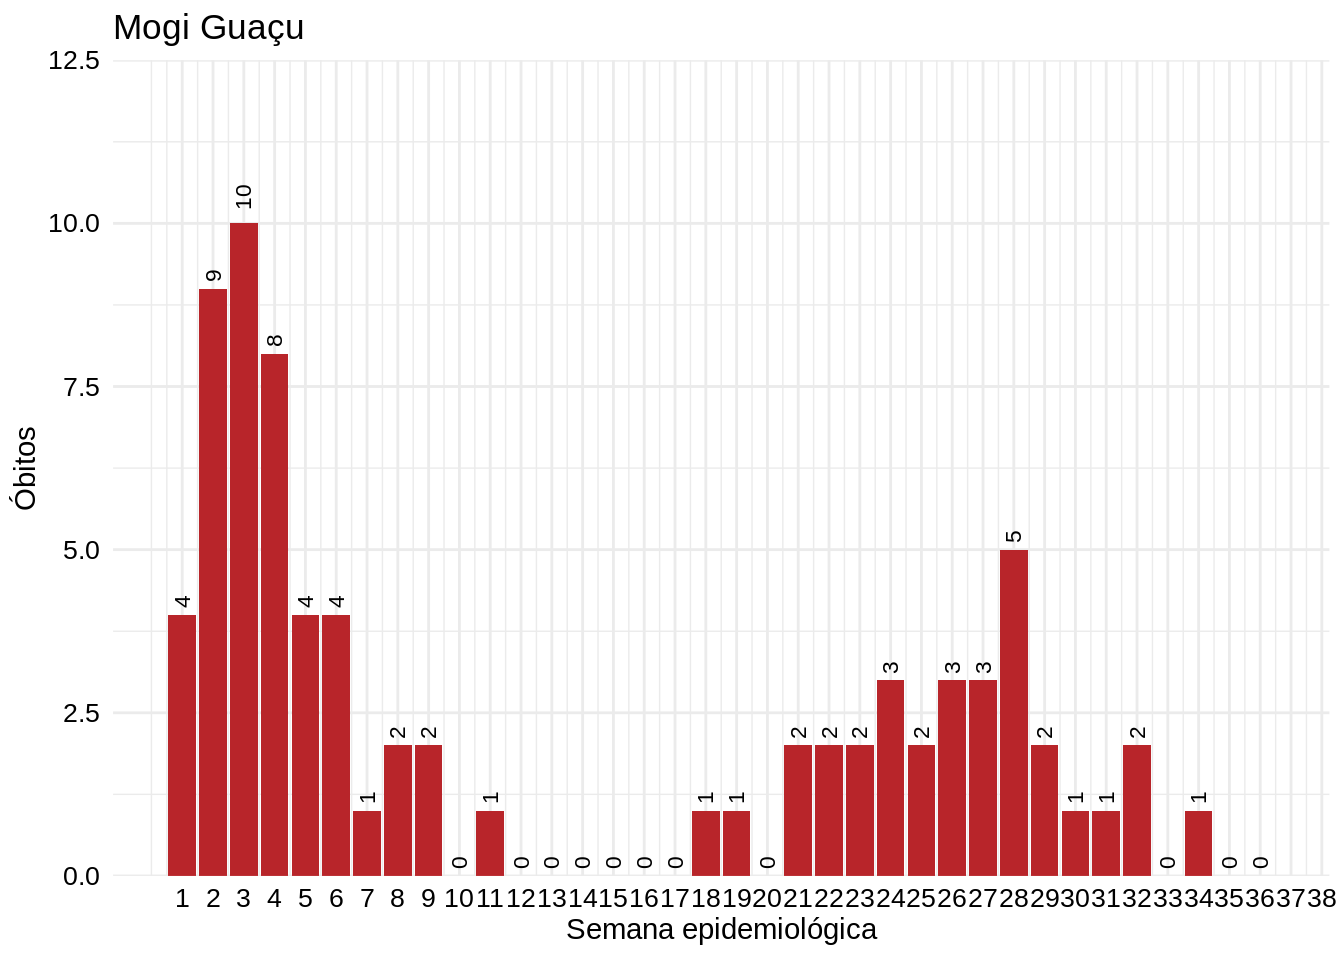 Mogi Guaçu
12.5
10.0
7.5
5.0
2.5
0.0
Óbitos
4 9 10 8 4 4 1 2 2 0 1 0 0 0 0 0 0 1 1 0 2 2 2 3 2 3 3 5 2 1 1 2 0 1 0 0
1 2 3 4 5 6 7 8 9 10 11 12 13 14 15 16 17 18 19 20 21 22 23 24 25 26 27 28 29 30 31 32 33 34 35 36 37 38
Semana epidemiológica